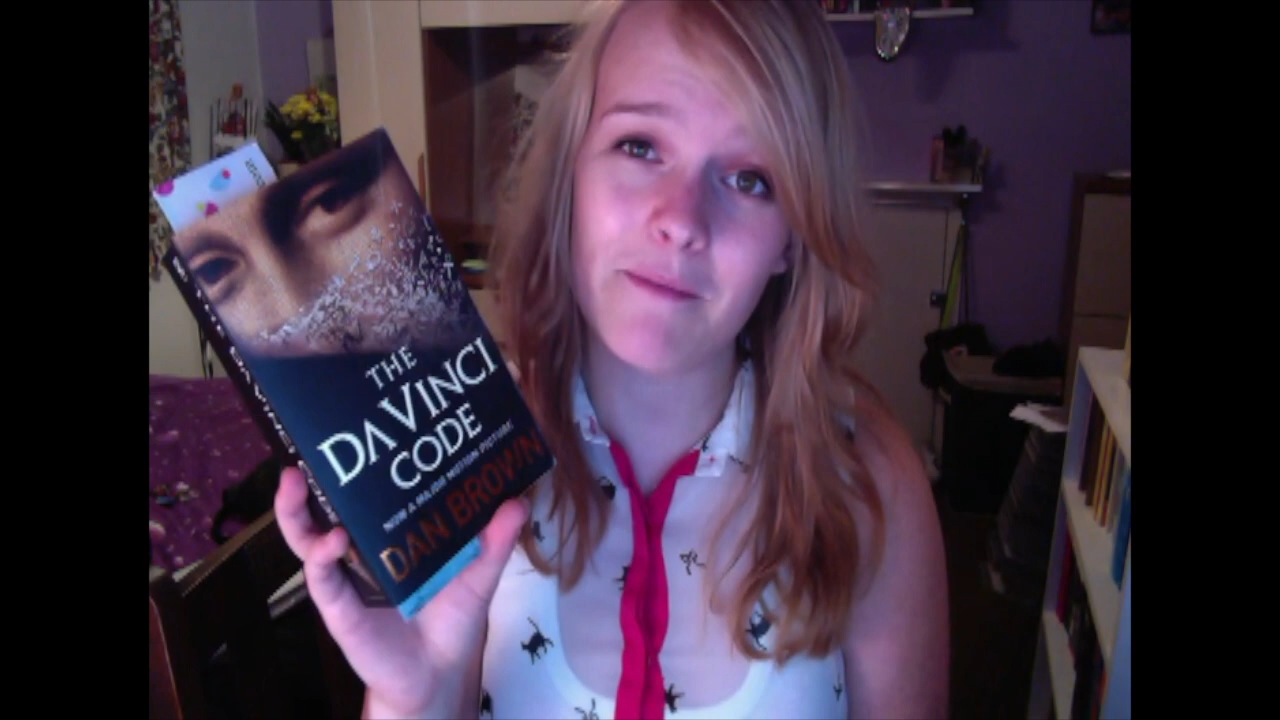 THE
DA VINCI
CODE
NOW A MAJOR MOTION PICTURE
DAN BROWN